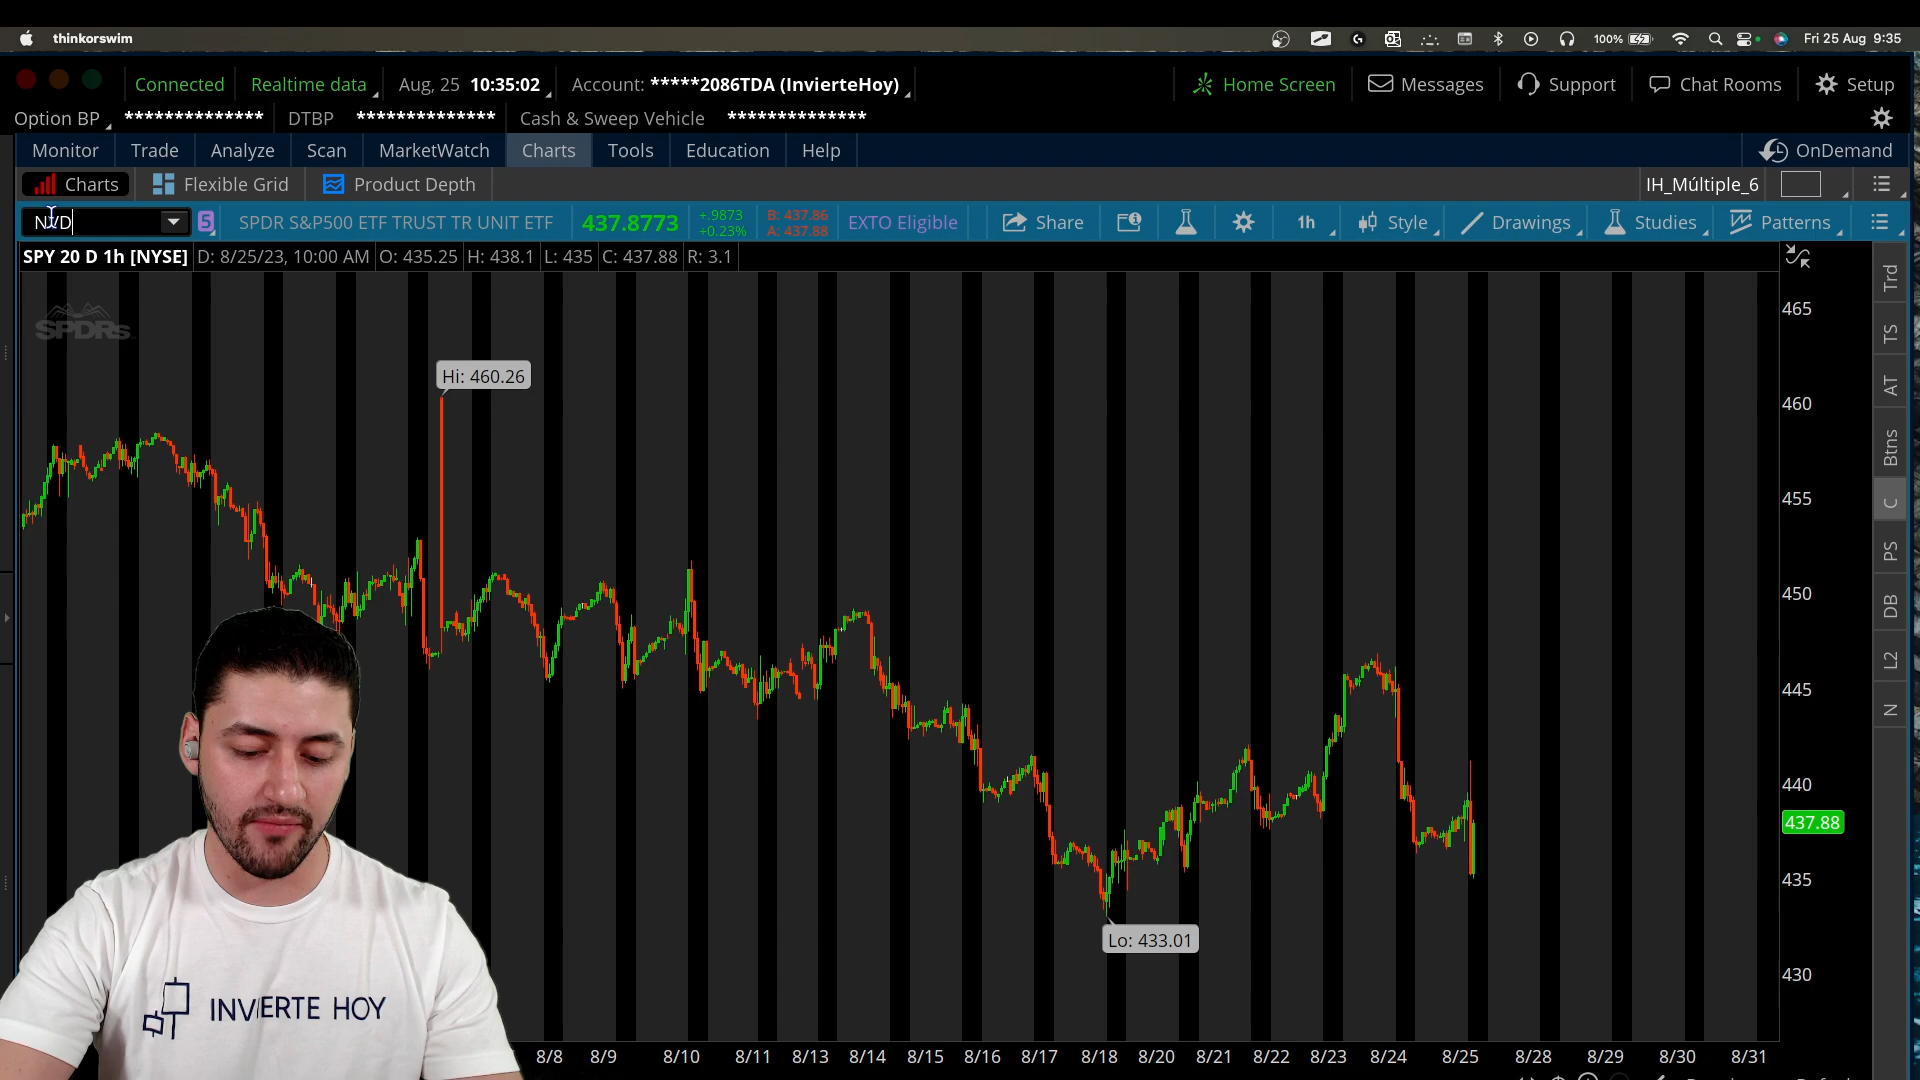 thinkorswim
100%
Fri 25 Aug 9:35
Connected
Realtime data
Aug, 25 10:35:02
Account: *****2086TDA (InvierteHoy)
Home Screen
Messages
Support
Chat Rooms
Setup
Option BP **************
DTBP **************
Cash & Sweep Vehicle **************
Monitor
Trade
Analyze
Scan
MarketWatch
Charts
Tools
Education
Help
OnDemand
Charts
Flexible Grid
Product Depth
IH_Múltiple_6
5
SPDR S&P500 ETF TRUST TR UNIT ETF
437.8773
+.9873
+0.23%
B: 437.86
A: 437.88
EXTO Eligible
Share
1h
Style
Drawings
Studies
Patterns
SPY 20 D 1h [NYSE]
D: 8/25/23, 10:00 AM
O: 435.25
H: 438.1
L: 435
C: 437.88
R: 3.1
SPDRs
Hi: 460.26
Lo: 433.01
465
460
455
450
445
440
437.88
435
430
Trd
TS
AT
Btns
C
PS
DB
L2
N
INVIERTE HOY
8/8
8/9
8/10
8/11
8/13
8/14
8/15
8/16
8/17
8/18
8/20
8/21
8/22
8/23
8/24
8/25
8/28
8/29
8/30
8/31